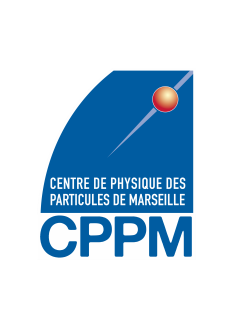 CENTRE DE PHYSIQUE DES
PARTICULES DE MARSEILLE
CPPM